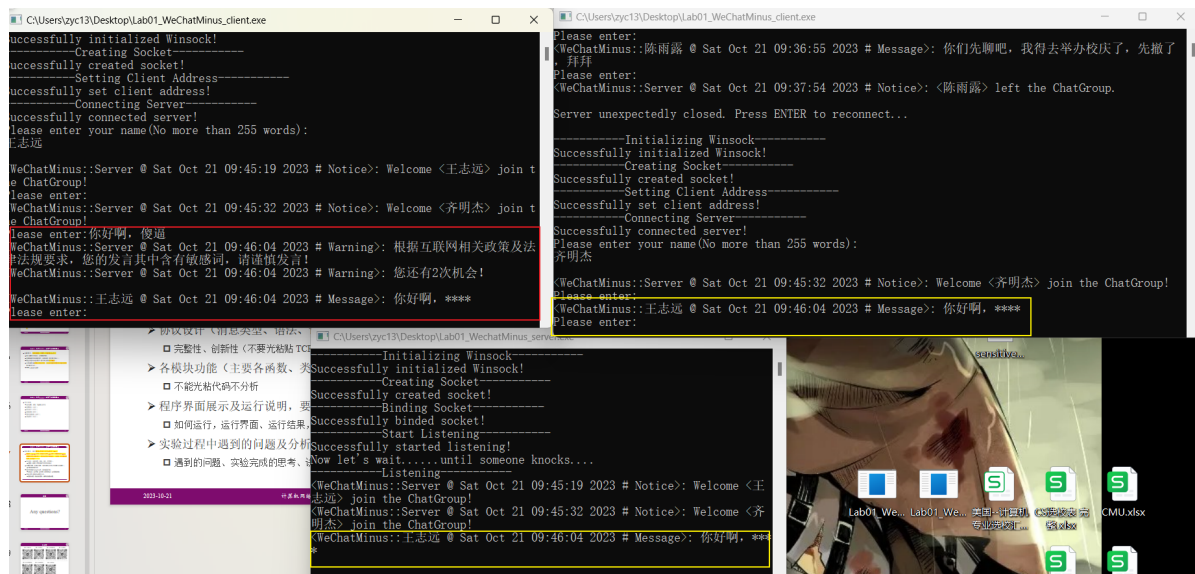 C:\Users\zyc13\Desktop\Lab01_WeChatMinus_client.exe
uccessfully initialized Winsock!
-----------Creating Socket-----------
uccessfully created socket!
-----------Setting Client Address-----------
uccessfully set client address!
-----------Connecting Server-----------
uccessfully connected server!
lease enter your name(No more than 255 words):
王志远
WeChatMinus::Server @ Sat Oct 21 09:45:19 2023 # Notice>: Welcome <王志远> join t
e ChatGroup!
lease enter:
WeChatMinus::Server @ Sat Oct 21 09:45:32 2023 # Notice>: Welcome <齐明杰> join t
e ChatGroup!
lease enter:你好啊，傻逼
WeChatMinus::Server @ Sat Oct 21 09:46:04 2023 # Warning>: 根据互联网相关政策及法
律法规要求，您的发言其中含有敏感词，请谨慎发言！
WeChatMinus::Server @ Sat Oct 21 09:46:04 2023 # Warning>: 您还有2次机会！
WeChatMinus::王志远 @ Sat Oct 21 09:46:04 2023 # Message>: 你好啊，****
lease enter:
C:\Users\zyc13\Desktop\Lab01_WeChatMinus_client.exe
Please enter:
<WeChatMinus::陈雨露 @ Sat Oct 21 09:36:55 2023 # Message>: 你们先聊吧，我得去举办校庆了，先撤了
，拜拜
Please enter:
<WeChatMinus::Server @ Sat Oct 21 09:37:54 2023 # Notice>: <陈雨露> left the ChatGroup.
Server unexpectedly closed. Press ENTER to reconnect...
-----------Initializing Winsock-----------
Successfully initialized Winsock!
-----------Creating Socket-----------
Successfully created socket!
-----------Setting Client Address-----------
Successfully set client address!
-----------Connecting Server-----------
Successfully connected server!
Please enter your name(No more than 255 words):
齐明杰
<WeChatMinus::Server @ Sat Oct 21 09:45:32 2023 # Notice>: Welcome <齐明杰> join the ChatGroup!
Please enter:
<WeChatMinus::王志远 @ Sat Oct 21 09:46:04 2023 # Message>: 你好啊，****
Please enter:
协议设计（消息类型、语法、
完整性、创新性（不要光粘贴TC
各模块功能（主要各函数、类
不能光粘代码不分析
程序界面展示及运行说明，要
如何运行，运行界面、运行结果，
实验过程中遇到的问题及分析
遇到的问题、实验完成的思考、
2023-10-21
计算机网
Any questions?
C:\Users\zyc13\Desktop\Lab01_WechatMinus_serv
-----------Initializing Winsock-----------
Successfully initialized Winsock!
-----------Creating Socket-----------
Successfully created socket!
-----------Binding Socket-----------
Successfully binded socket!
-----------Start Listening-----------
Successfully started listening!
Now let's wait......until someone knocks....
-----------Listening-----------
<WeChatMinus::Server @ Sat Oct 21 09:45:19 2023 # Notice>: Welcome <王
志远> join the ChatGroup!
<WeChatMinus::Server @ Sat Oct 21 09:45:32 2023 # Notice>: Welcome <齐
明杰> join the ChatGroup!
<WeChatMinus::王志远 @ Sat Oct 21 09:46:04 2023 # Message>: 你好啊，***
*
sensitive...
Lab01_We...
Lab01_We...
美国--计算机
专业选校汇...
CMU.xlsx